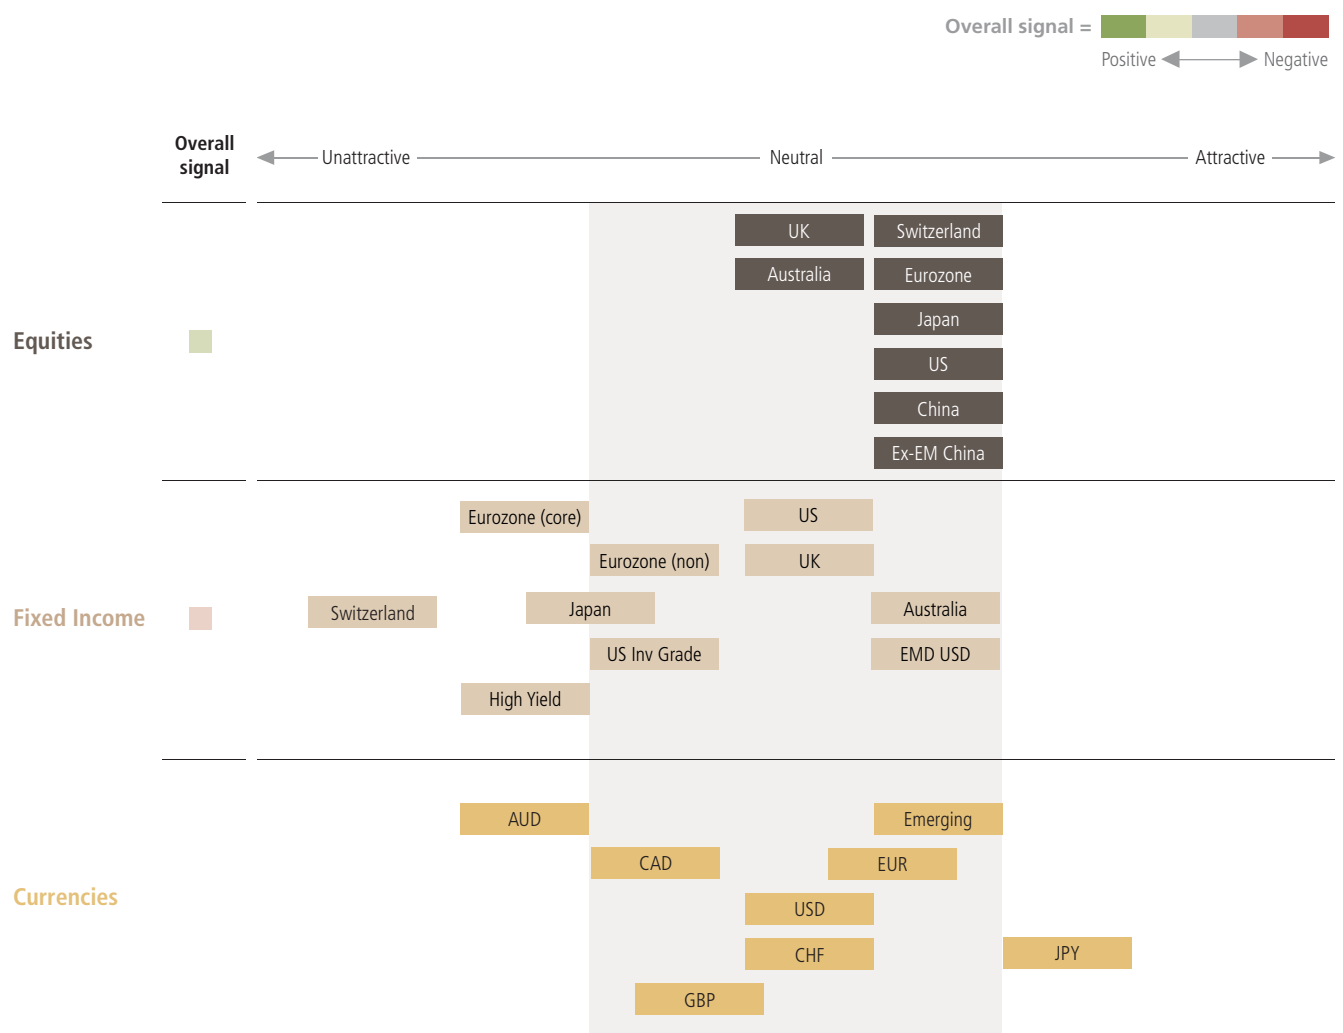 Overall signal =
Positive Negative
Overall
signal
Unattractive Neutral Attractive
UK Switzerland
Australia Eurozone
Japan
Equities
US
China
Ex-EM China
Eurozone (core) US
Eurozone (non) UK
Fixed Income
Switzerland Japan Australia
US Inv Grade EMD USD
High Yield
AUD Emerging
CAD EUR
Currencies
USD
CHF JPY
GBP